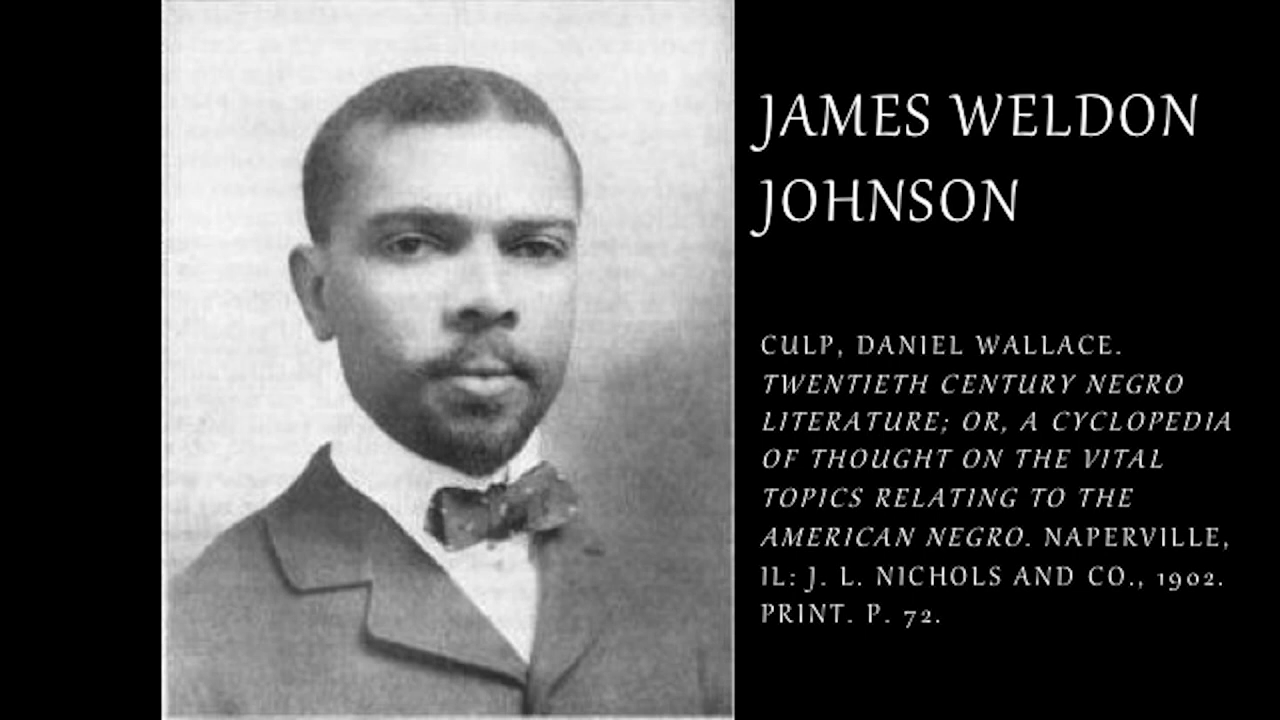 JAMES WELDON
JOHNSON
CULP, DANIEL WALLACE.
TWENTIETH CENTURY NEGRO
LITERATURE; OR, A CYCLOPEDIA
OF THOUGHT ON THE VITAL
TOPICS RELATING TO THE
AMERICAN NEGRO. NAPERVILLE,
IL: J. L. NICHOLS AND CO., 1902.
PRINT. P. 72.